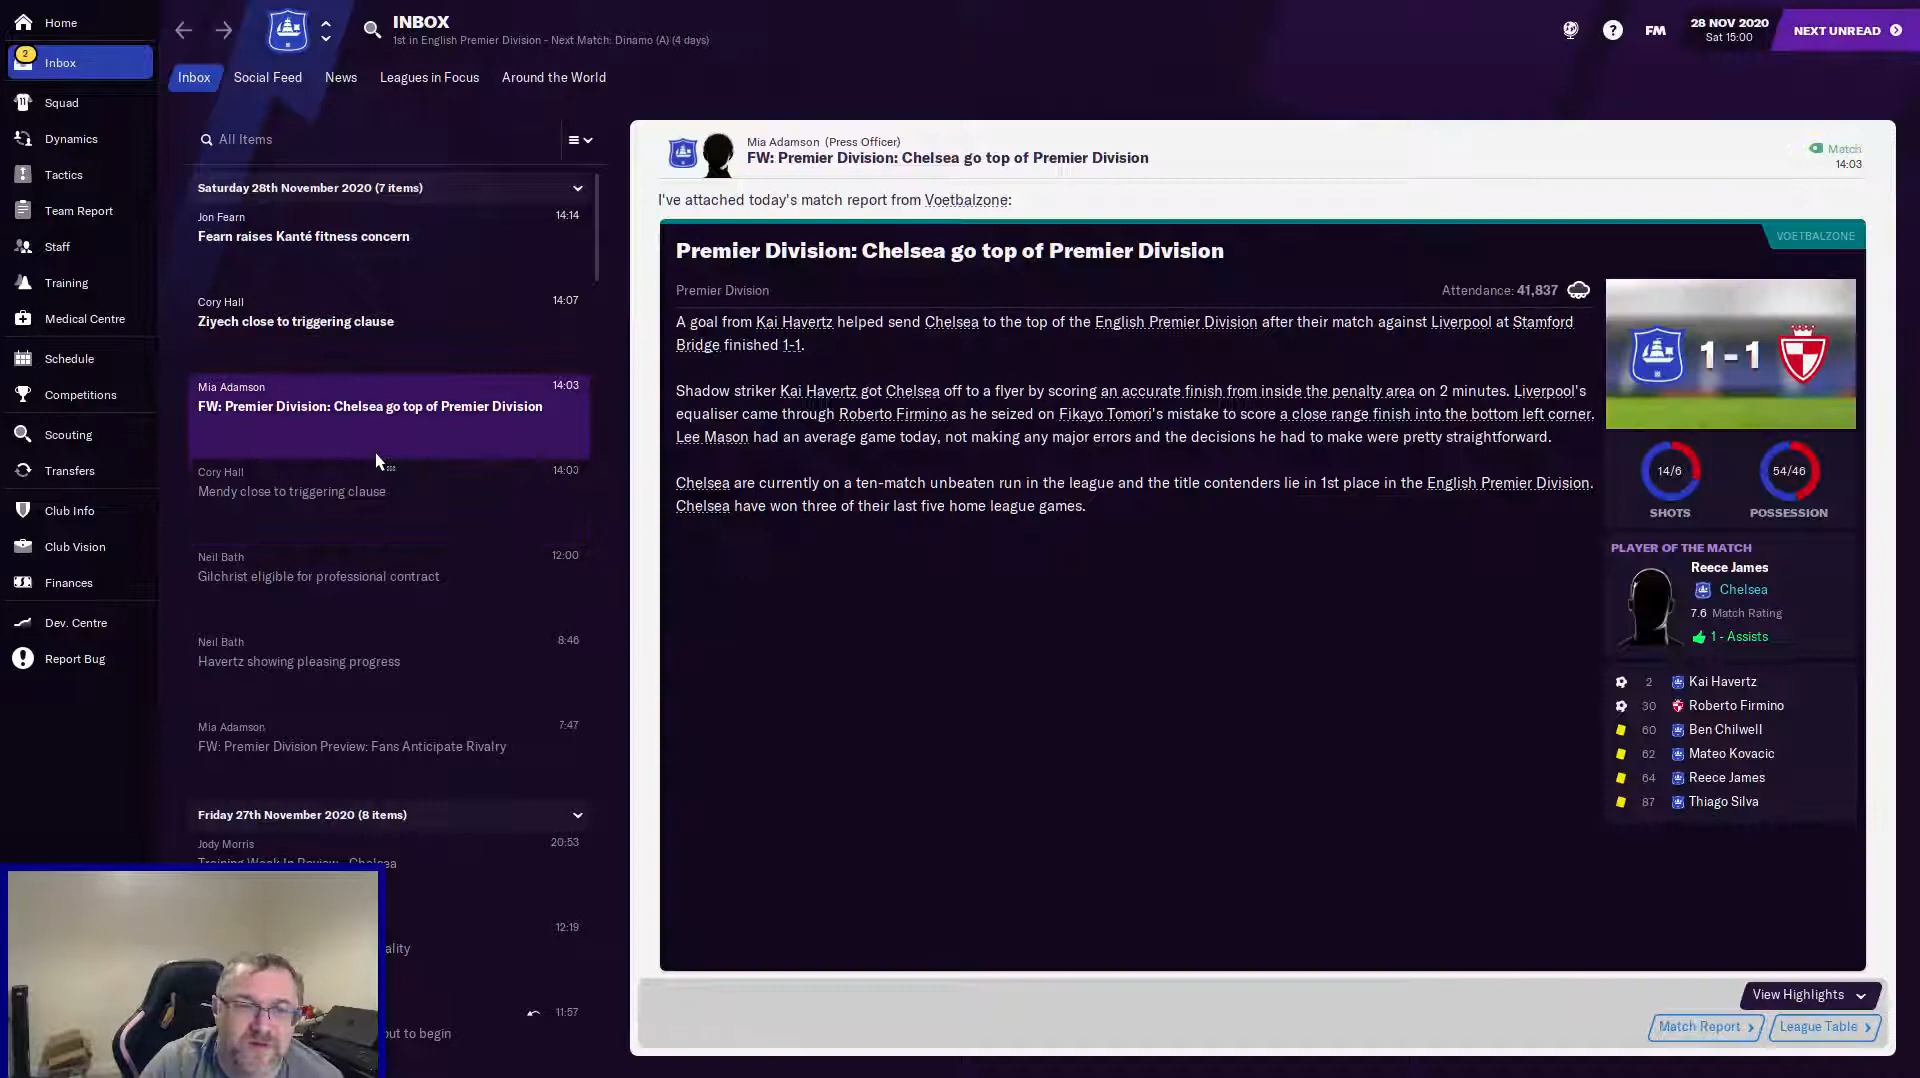 Home
INBOX
1st in English Premier Division - Next Match: Dinamo (A) (4 days)
FM
28 NOV 2020
Sat 15:00
NEXT UNREAD
2
Inbox
Squad
Dynamics
Tactics
Team Report
Staff
Training
Medical Centre
Schedule
Competitions
Scouting
Transfers
Club Info
Club Vision
Finances
Dev. Centre
Report Bug
Inbox
Social Feed
News
Leagues in Focus
Around the World
All Items
Saturday 28th November 2020 (7 items)
Jon Fearn 14:14
Fearn raises Kanté fitness concern
Cory Hall 14:07
Ziyech close to triggering clause
Mia Adamson 14:03
FW: Premier Division: Chelsea go top of Premier Division
Cory Hall 14:03
Mendy close to triggering clause
Neil Bath 12:00
Gilchrist eligible for professional contract
Neil Bath 8:46
Havertz showing pleasing progress
Mia Adamson 7:47
FW: Premier Division Preview: Fans Anticipate Rivalry
Friday 27th November 2020 (8 items)
Jody Morris 20:53
Training Week In Review - Chelsea
12:19
ality
11:57
out to begin
Mia Adamson (Press Officer)
FW: Premier Division: Chelsea go top of Premier Division
Match
14:03
I've attached today's match report from Voetbalzone:
VOETBALZONE
Premier Division: Chelsea go top of Premier Division
Premier Division
Attendance: 41,837
A goal from Kai Havertz helped send Chelsea to the top of the English Premier Division after their match against Liverpool at Stamford
Bridge finished 1-1.
Shadow striker Kai Havertz got Chelsea off to a flyer by scoring an accurate finish from inside the penalty area on 2 minutes. Liverpool's
equaliser came through Roberto Firmino as he seized on Fikayo Tomori's mistake to score a close range finish into the bottom left corner.
Lee Mason had an average game today, not making any major errors and the decisions he had to make were pretty straightforward.
Chelsea are currently on a ten-match unbeaten run in the league and the title contenders lie in 1st place in the English Premier Division.
Chelsea have won three of their last five home league games.
1 - 1
14/6
54/46
SHOTS
POSSESSION
PLAYER OF THE MATCH
Reece James
Chelsea
7.6 Match Rating
1 - Assists
2 Kai Havertz
30 Roberto Firmino
60 Ben Chilwell
62 Mateo Kovacic
64 Reece James
87 Thiago Silva
View Highlights
Match Report
League Table